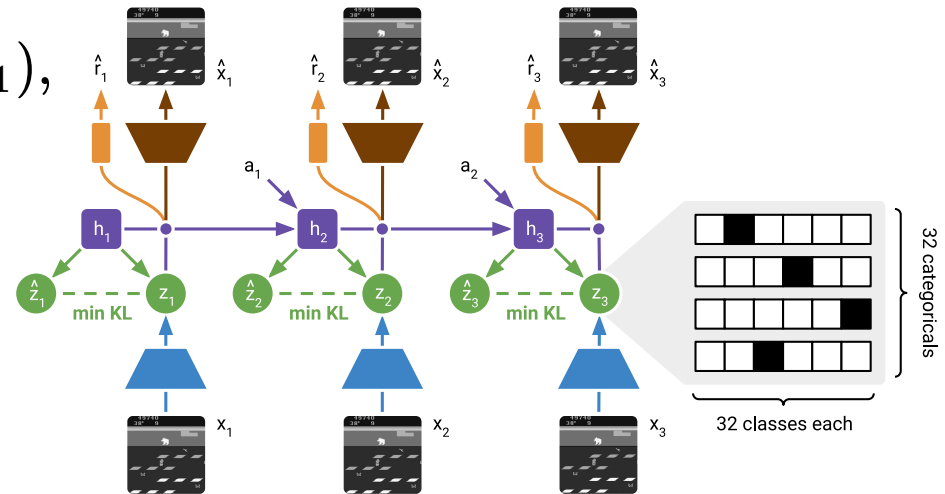 1),
r̂1
x̂1
r̂2
x̂2
r̂3
x̂3
a1
a2
h1
h2
h3
ẑ1
z1
ẑ2
z2
ẑ3
z3
min KL
min KL
min KL
32 categoricals
32 classes each
x1
x2
x3